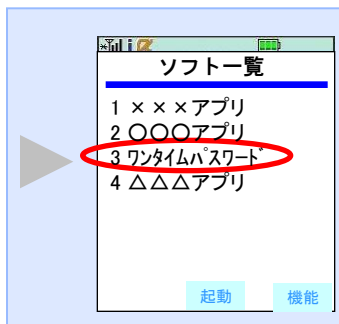 ソフト一覧
1 ×××アプリ
2 〇〇〇アプリ
3 ﾜﾝﾀｲﾑﾊﾟｽﾜｰﾄﾞ
4 △△△アプリ
起動 機能